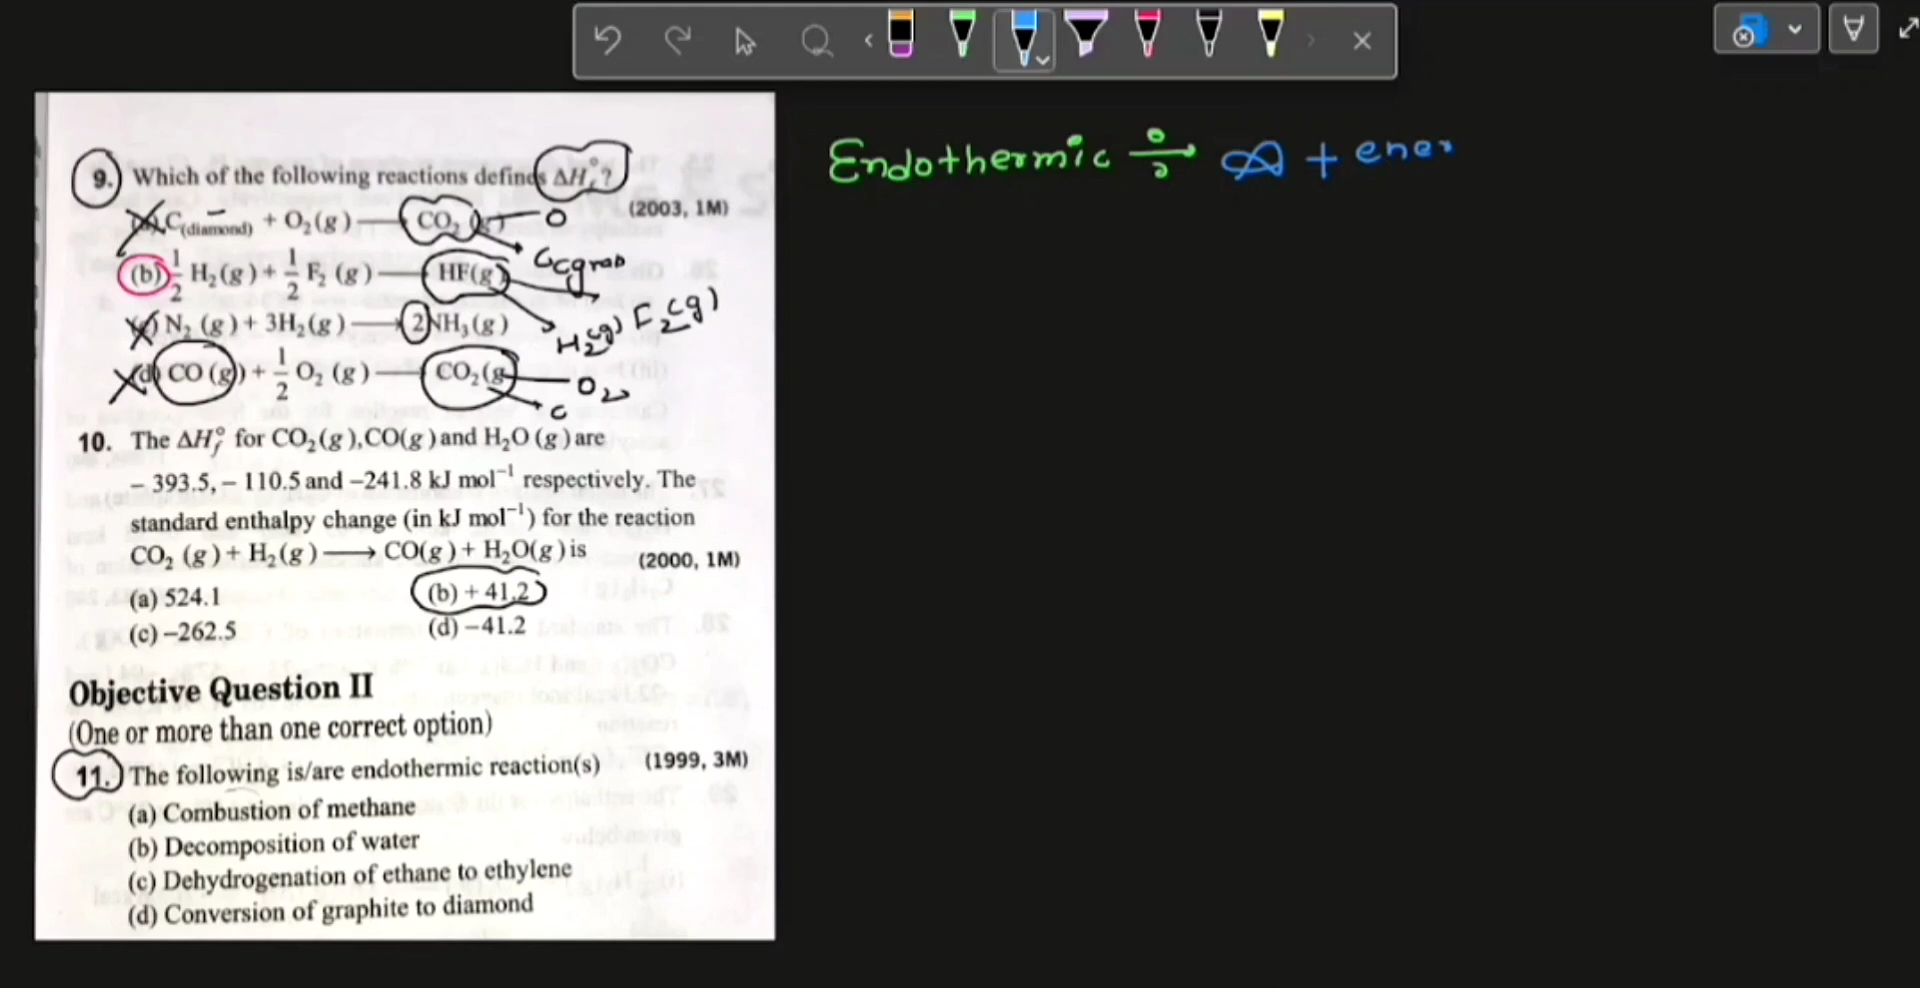 9. Which of the following reactions defines ΔH°f?
(2003, 1M)
C(diamond) + O₂(g) → CO₂(g) O
C(grap
(b) 1/2 H₂(g) + 1/2 F₂(g) → HF(g)
H₂(g) F₂(g)
(c) N₂(g) + 3H₂(g) → 2NH₃(g)
(d) CO(g) + 1/2 O₂(g) → CO₂(g O₂
C
10. The ΔH°f for CO₂(g), CO(g) and H₂O(g) are
– 393.5, – 110.5 and –241.8 kJ mol⁻¹ respectively. The
standard enthalpy change (in kJ mol⁻¹) for the reaction
CO₂(g) + H₂(g) → CO(g) + H₂O(g) is (2000, 1M)
(a) 524.1 (b) + 41.2
(c) –262.5 (d) –41.2
Objective Question II
(One or more than one correct option)
11. The following is/are endothermic reaction(s) (1999, 3M)
(a) Combustion of methane
(b) Decomposition of water
(c) Dehydrogenation of ethane to ethylene
(d) Conversion of graphite to diamond
Endothermic + ener